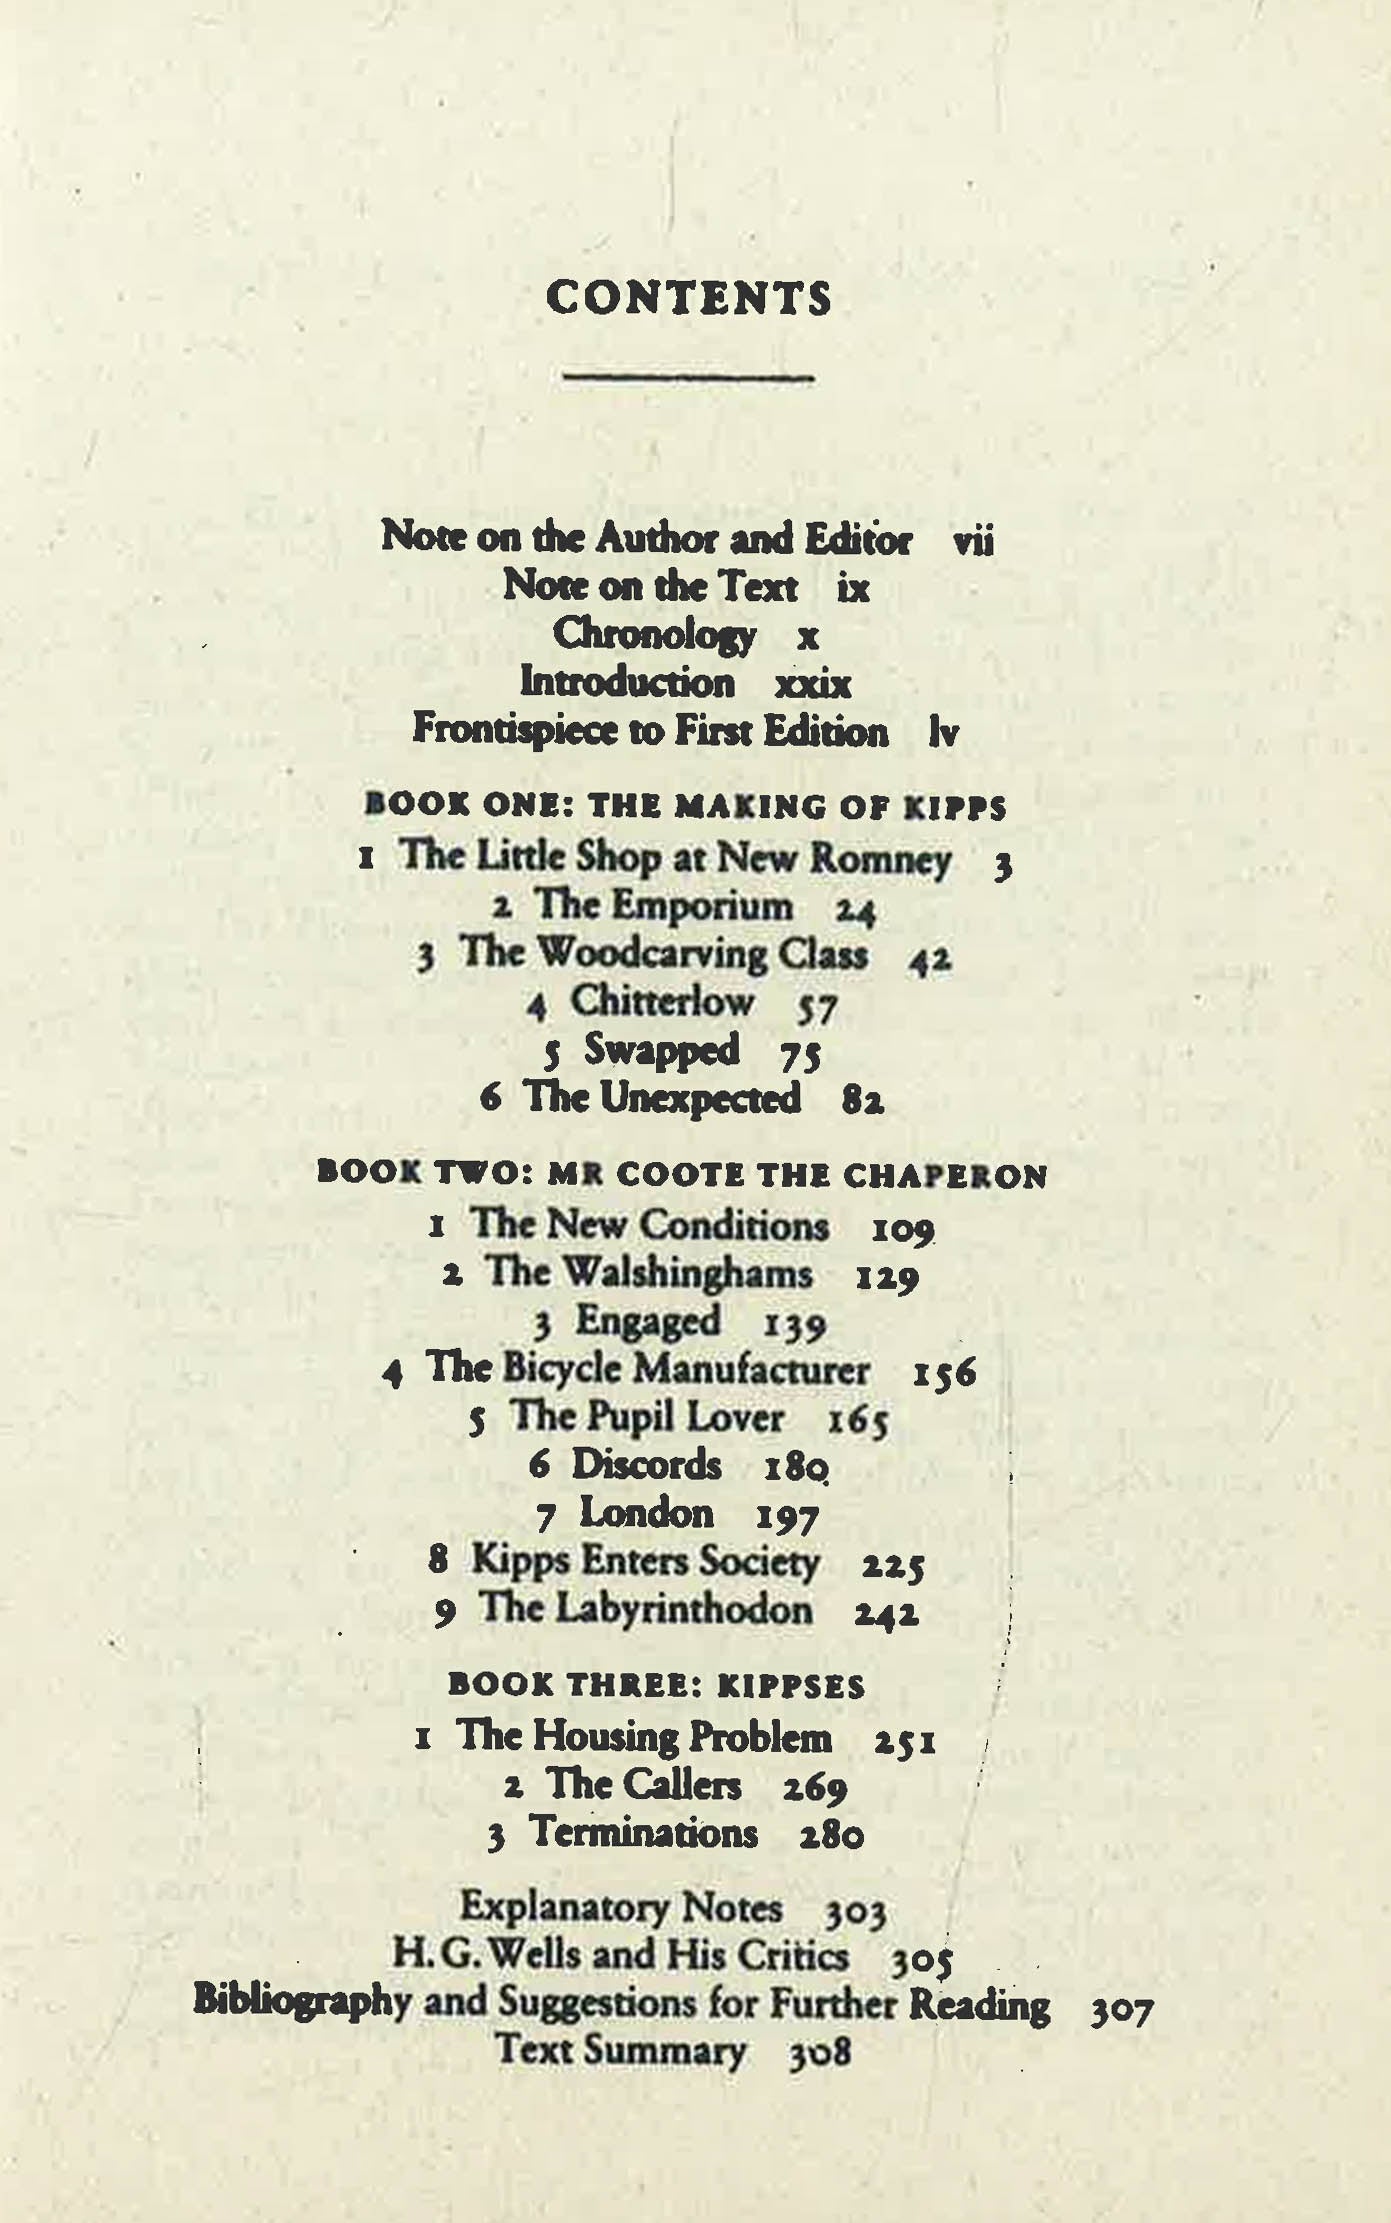 CONTENTS
Note on the Author and Editor vii
Note on the Text ix
Chronology x
Introduction xxix
Frontispiece to First Edition lv
BOOK ONE: THE MAKING OF KIPPS
1 The Little Shop at New Romney 3
2 The Emporium 24
3 The Woodcarving Class 42
4 Chitterlow 57
5 Swapped 75
6 The Unexpected 82
BOOK TWO: MR COOTE THE CHAPERON
1 The New Conditions 109
2 The Walshinghams 129
3 Engaged 139
4 The Bicycle Manufacturer 156
5 The Pupil Lover 165
6 Discords 180
7 London 197
8 Kipps Enters Society 225
9 The Labyrinthodon 242
BOOK THREE: KIPPSES
1 The Housing Problem 251
2 The Callers 269
3 Terminations 280
Explanatory Notes 303
H. G. Wells and His Critics 305
Bibliography and Suggestions for Further Reading 307
Text Summary 308